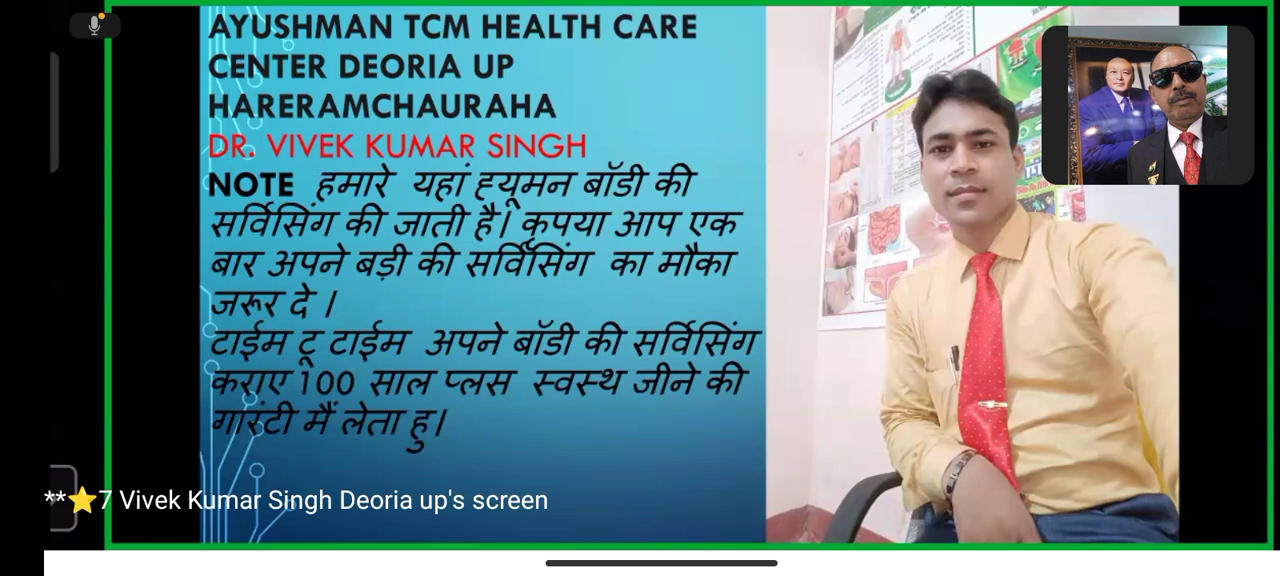 AYUSHMAN TCM HEALTH CARE
CENTER DEORIA UP
HARERAMCHAURAHA
DR. VIVEK KUMAR SINGH
NOTE हमारे यहां ह्यूमन बॉडी की
सर्विसिंग की जाती है। कृपया आप एक
बार अपने बड़ी की सर्विसिंग का मौका
जरूर दे ।
टाईम टू टाईम अपने बॉडी की सर्विसिंग
कराए 100 साल प्लस स्वस्थ जीने की
गारंटी मैं लेता हु।
**⭐7 Vivek Kumar Singh Deoria up's screen